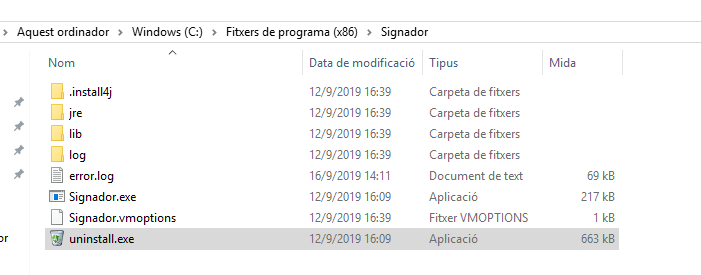 Aquest ordinador > Windows (C:) > Fitxers de programa (x86) > Signador
Nom Data de modificació Tipus Mida
.install4j 12/9/2019 16:39 Carpeta de fitxers
jre 12/9/2019 16:39 Carpeta de fitxers
lib 12/9/2019 16:39 Carpeta de fitxers
log 12/9/2019 16:39 Carpeta de fitxers
error.log 16/9/2019 14:11 Document de text 69 kB
Signador.exe 12/9/2019 16:09 Aplicació 217 kB
Signador.vmoptions 12/9/2019 16:39 Fitxer VMOPTIONS 1 kB
or
uninstall.exe 12/9/2019 16:09 Aplicació 663 kB